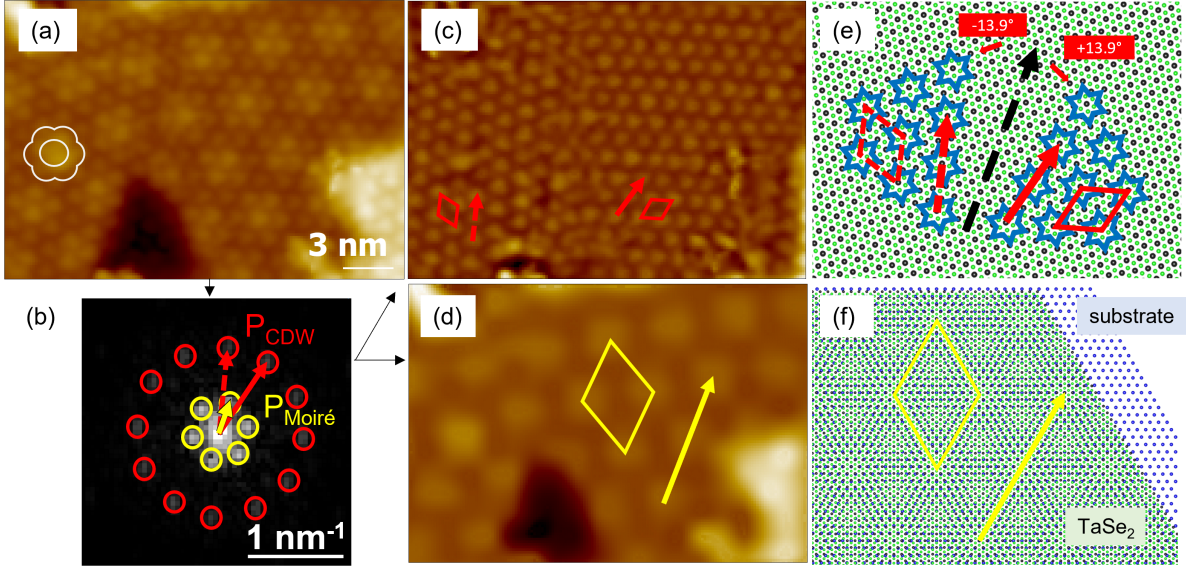 (a)
3 nm
(c)
(e)
-13.9°
+13.9°
(b)
P_CDW
P_Moiré
1 nm⁻¹
(d)
(f)
substrate
TaSe₂